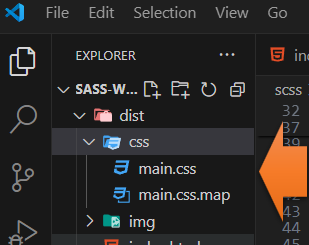 File Edit Selection View Go
EXPLORER
SASS-W...
dist
scss
css
32
37
39
main.css
main.css.map
img
43
44
45